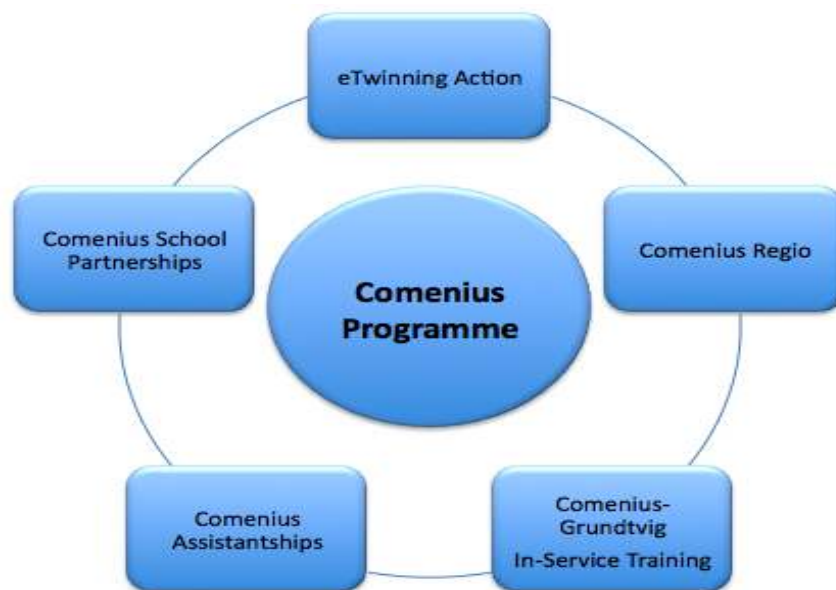 eTwinning Action
Comenius School
Partnerships
Comenius Regio
Comenius
Programme
Comenius
Assistantships
Comenius-
Grundtvig
In-Service Training